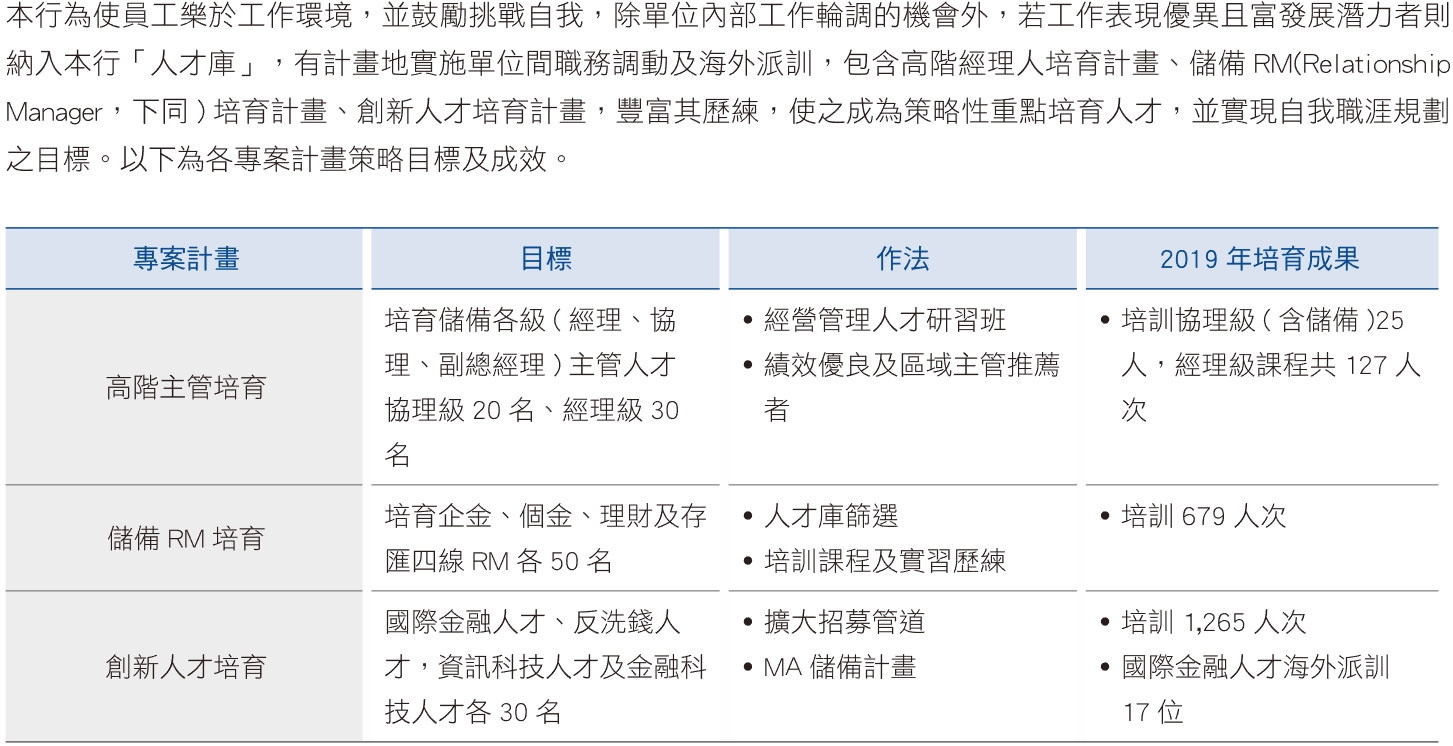 本行為使員工樂於工作環境，並鼓勵挑戰自我，除單位內部工作輪調的機會外，若工作表現優異且富發展潛力者則
納入本行「人才庫」，有計畫地實施單位間職務調動及海外派訓，包含高階經理人培育計畫、儲備 RM(Relationship
Manager，下同 ) 培育計畫、創新人才培育計畫，豐富其歷練，使之成為策略性重點培育人才，並實現自我職涯規劃
之目標。以下為各專案計畫策略目標及成效。
專案計畫
目標
作法
2019 年培育成果
高階主管培育
培育儲備各級 ( 經理、協
理、副總經理 ) 主管人才
協理級 20 名、經理級 30
名
• 經營管理人才研習班
• 績效優良及區域主管推薦
者
• 培訓協理級 ( 含儲備 )25
人，經理級課程共 127 人
次
儲備 RM 培育
培育企金、個金、理財及存
匯四線 RM 各 50 名
• 人才庫篩選
• 培訓課程及實習歷練
• 培訓 679 人次
創新人才培育
國際金融人才、反洗錢人
才，資訊科技人才及金融科
技人才各 30 名
• 擴大招募管道
• MA 儲備計畫
• 培訓 1,265 人次
• 國際金融人才海外派訓
17 位